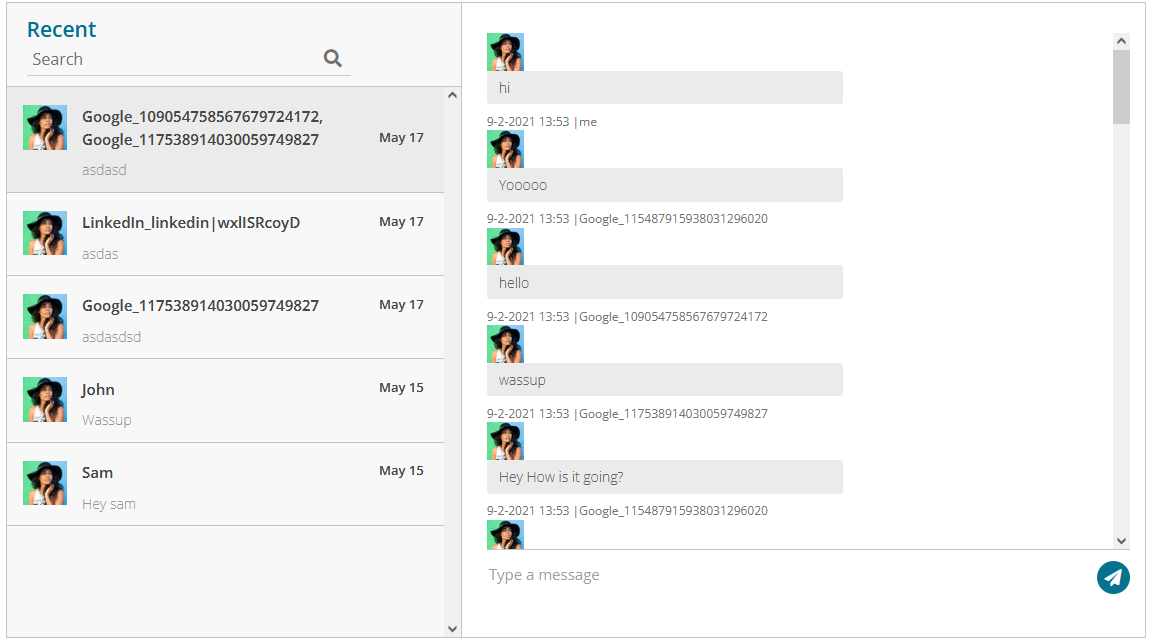 Recent
Search
Google_109054758567679724172,
Google_117538914030059749827
May 17
asdasd
LinkedIn_linkedin|wxlISRcoyD
May 17
asdas
Google_117538914030059749827
May 17
asdasdsd
John
May 15
Wassup
Sam
May 15
Hey sam
hi
9-2-2021 13:53 |me
Yooooo
9-2-2021 13:53 |Google_115487915938031296020
hello
9-2-2021 13:53 |Google_109054758567679724172
wassup
9-2-2021 13:53 |Google_117538914030059749827
Hey How is it going?
9-2-2021 13:53 |Google_115487915938031296020
Type a message